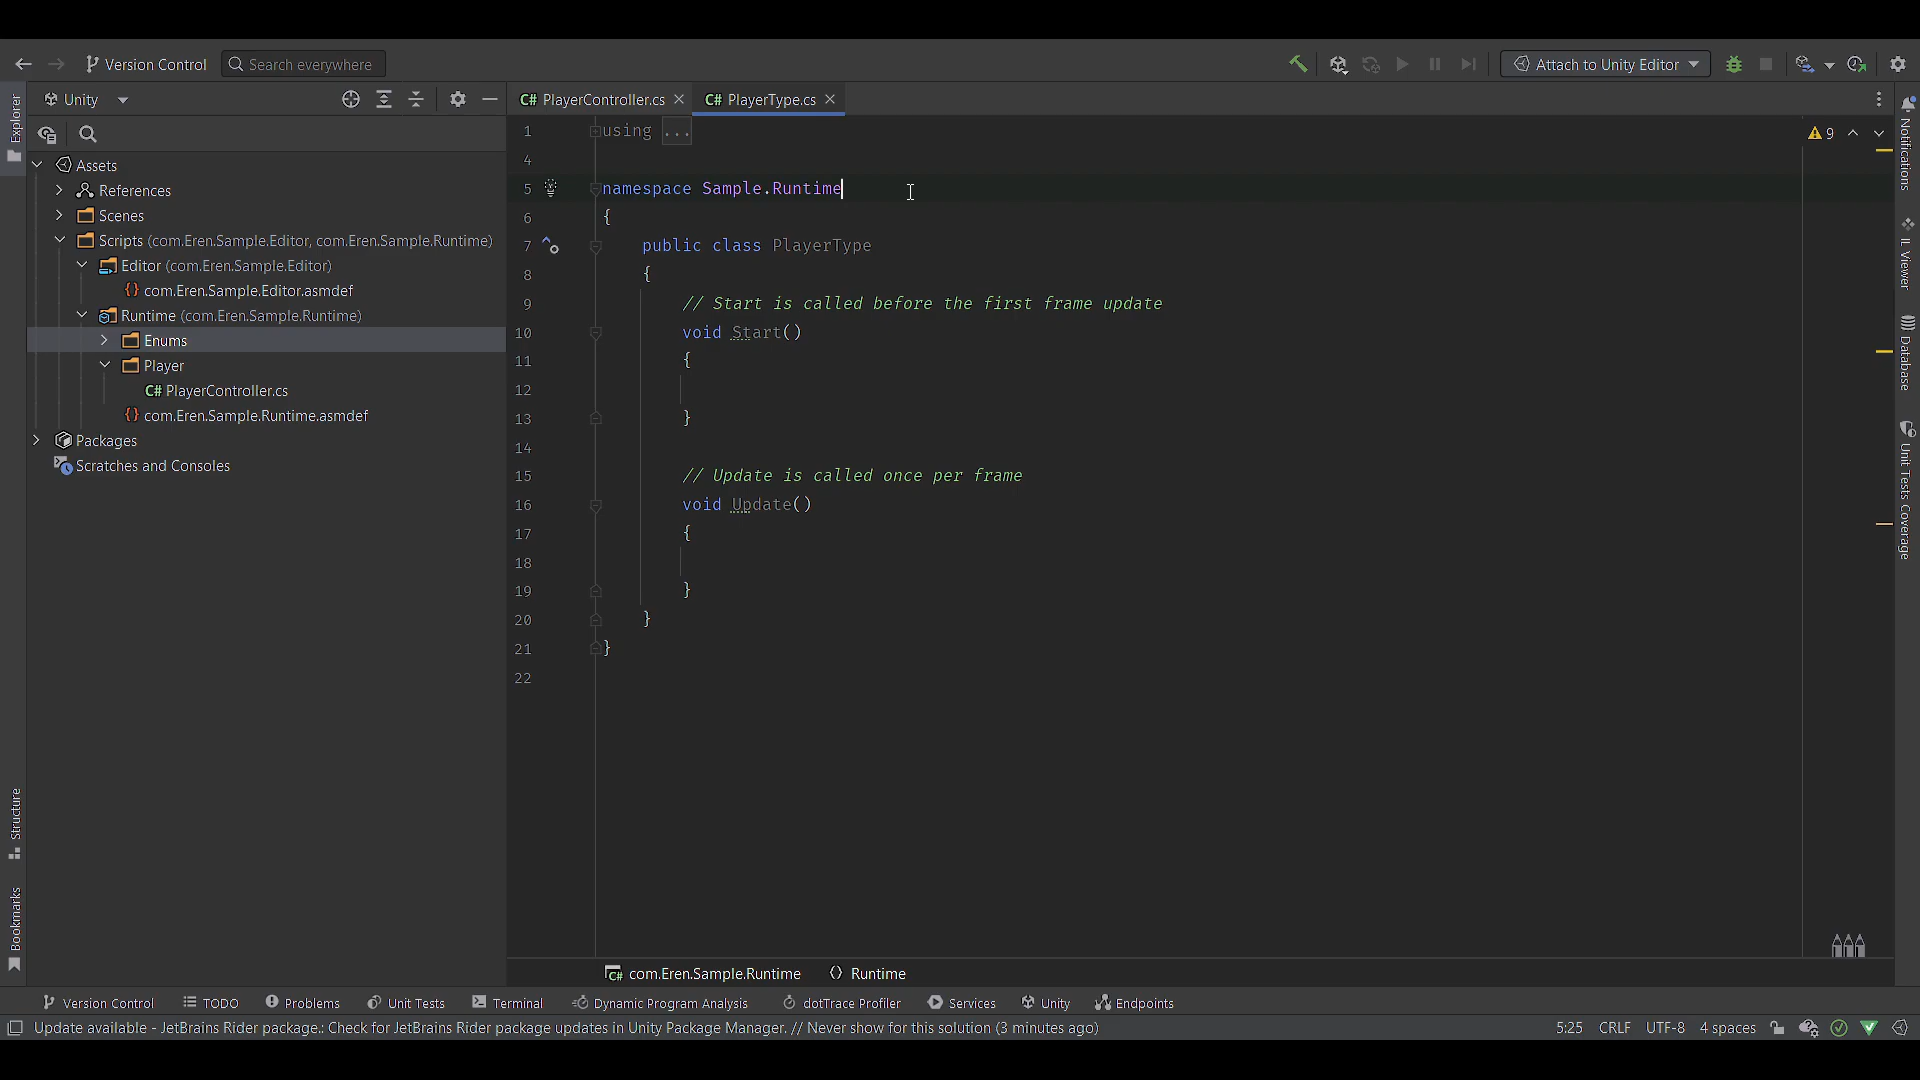 Version Control
Search everywhere
Attach to Unity Editor
Unity
C# PlayerController.cs
C# PlayerType.cs
Explorer
Assets
References
Scenes
Scripts (com.Eren.Sample.Editor, com.Eren.Sample.Runtime)
Editor (com.Eren.Sample.Editor)
com.Eren.Sample.Editor.asmdef
Runtime (com.Eren.Sample.Runtime)
Enums
Player
C# PlayerController.cs
com.Eren.Sample.Runtime.asmdef
Packages
Scratches and Consoles
Structure
Bookmarks
1 using ...
4
5 namespace Sample.Runtime
6 {
7 public class PlayerType
8 {
9 // Start is called before the first frame update
10 void Start()
11 {
12
13 }
14
15 // Update is called once per frame
16 void Update()
17 {
18
19 }
20 }
21 }
22
9
Notifications
IL Viewer
Database
Unit Tests Coverage
com.Eren.Sample.Runtime
Runtime
Version Control
TODO
Problems
Unit Tests
Terminal
Dynamic Program Analysis
dotTrace Profiler
Services
Unity
Endpoints
Update available - JetBrains Rider package.: Check for JetBrains Rider package updates in Unity Package Manager. // Never show for this solution (3 minutes ago)
5:25
CRLF
UTF-8
4 spaces